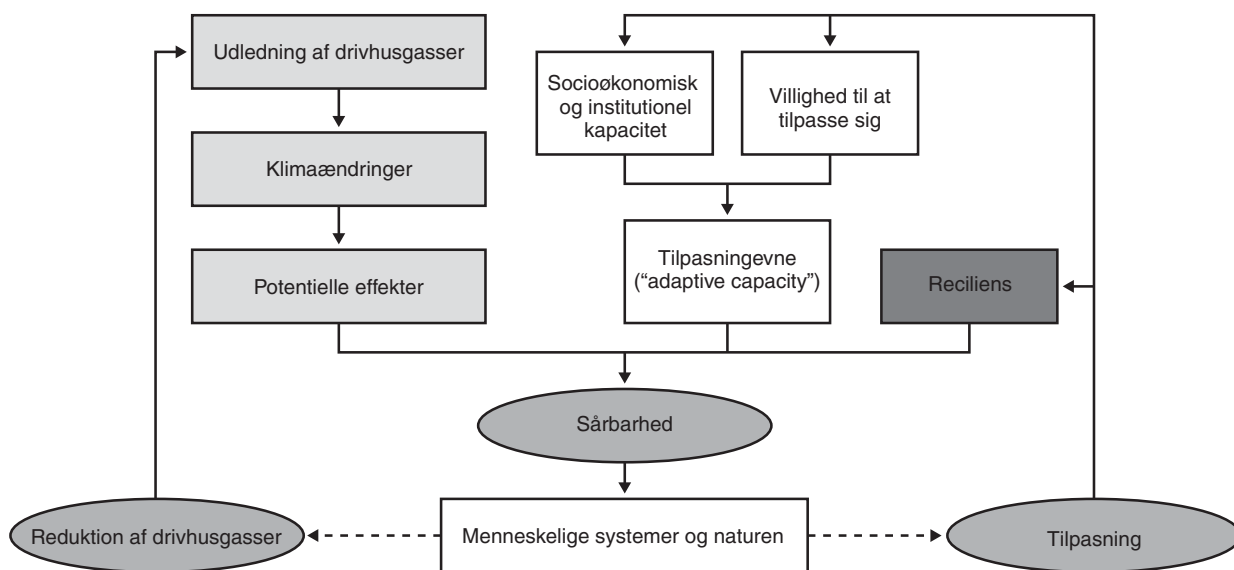 Udledning af drivhusgasser
Klimaændringer
Potentielle effekter
Socioøkonomisk
og institutionel
kapacitet
Villighed til at
tilpasse sig
Tilpasningevne
(“adaptive capacity”)
Reciliens
Sårbarhed
Reduktion af drivhusgasser
Menneskelige systemer og naturen
Tilpasning